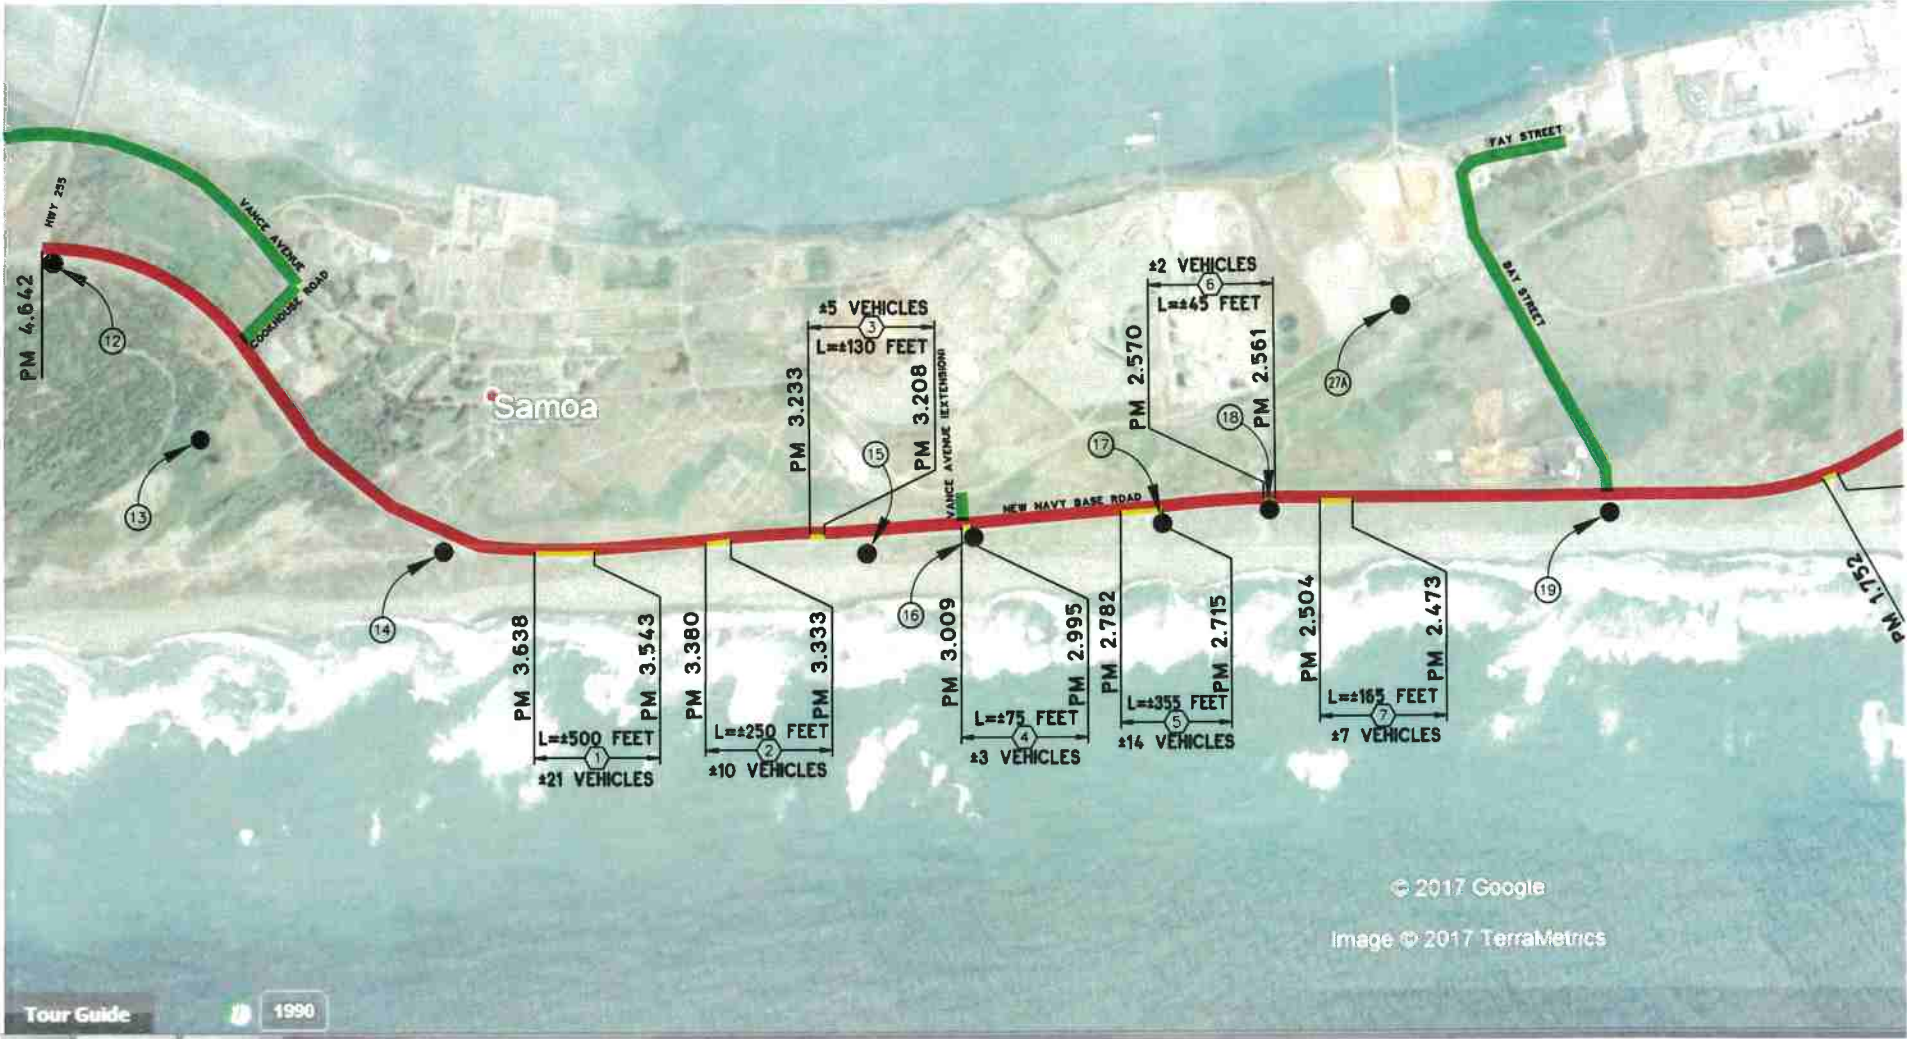 FAY STREET
HWY 255
VANCE AVENUE
COOKHOUSE ROAD
BAY STREET
PM 4.642
12
13
14
Samoa
±5 VEHICLES
3
L=±130 FEET
PM 3.233
PM 3.208
15
VANCE AVENUE (EXTENSION)
NEW NAVY BASE ROAD
±2 VEHICLES
6
L=±45 FEET
PM 2.570
PM 2.561
17
18
27A
16
19
PM 1.752
PM 3.638
PM 3.543
L=±500 FEET
1
±21 VEHICLES
PM 3.380
PM 3.333
L=±250 FEET
2
±10 VEHICLES
PM 3.009
PM 2.995
L=±75 FEET
4
±3 VEHICLES
PM 2.782
PM 2.715
L=±355 FEET
5
±14 VEHICLES
PM 2.504
PM 2.473
L=±165 FEET
7
±7 VEHICLES
© 2017 Google
Image © 2017 TerraMetrics
Tour Guide
1990